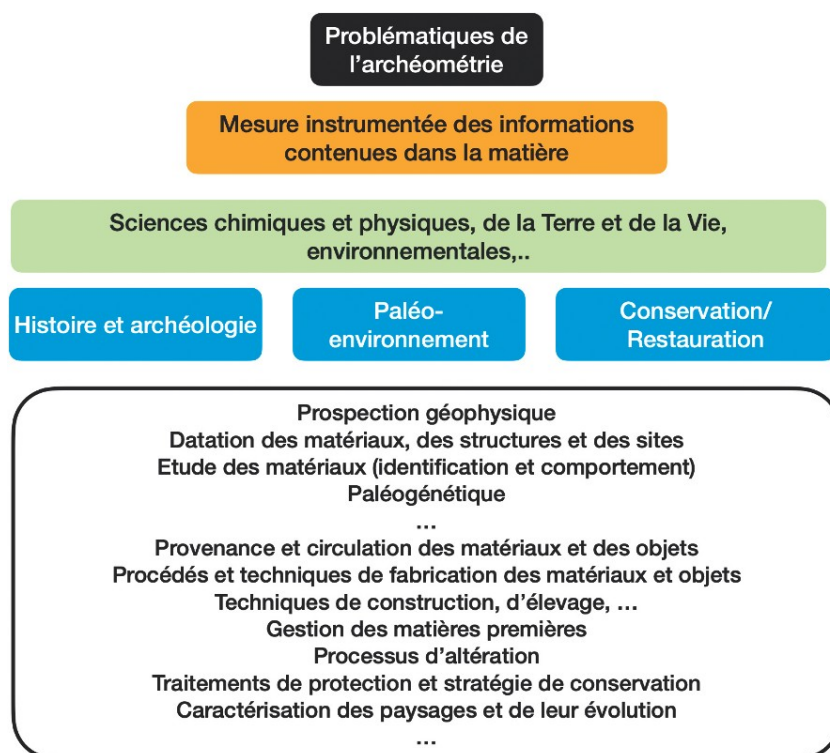 Problématiques de
l'archéométrie
Mesure instrumentée des informations
contenues dans la matière
Sciences chimiques et physiques, de la Terre et de la Vie,
environnementales,..
Histoire et archéologie
Paléo-
environnement
Conservation/
Restauration
Prospection géophysique
Datation des matériaux, des structures et des sites
Etude des matériaux (identification et comportement)
Paléogénétique
...
Provenance et circulation des matériaux et des objets
Procédés et techniques de fabrication des matériaux et objets
Techniques de construction, d'élevage, ...
Gestion des matières premières
Processus d'altération
Traitements de protection et stratégie de conservation
Caractérisation des paysages et de leur évolution
...